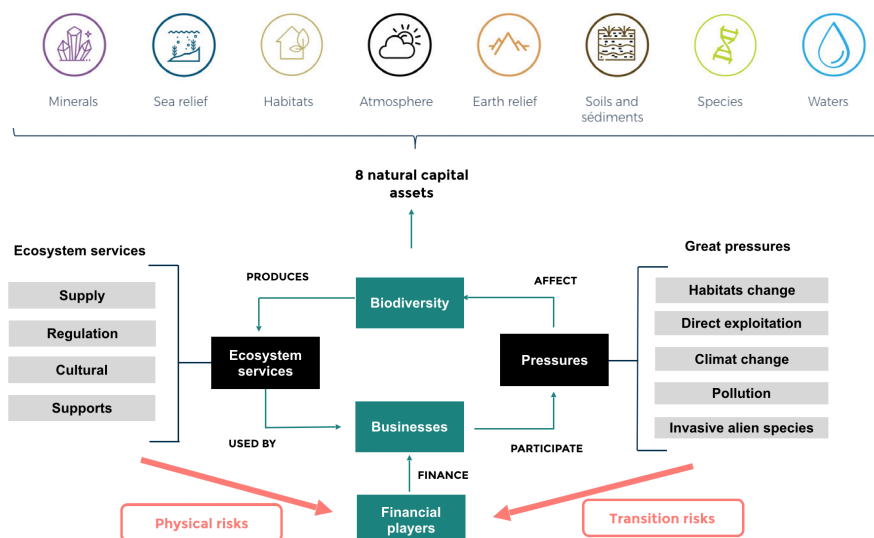 Minerals
Sea relief
Habitats
Atmosphere
Earth relief
Soils and
sédiments
Species
Waters
8 natural capital
assets
Ecosystem services
Great pressures
PRODUCES
AFFECT
Supply
Regulation
Cultural
Supports
Biodiversity
Ecosystem
services
Pressures
Habitats change
Direct exploitation
Climat change
Pollution
Invasive alien species
Businesses
USED BY
PARTICIPATE
FINANCE
Financial
players
Physical risks
Transition risks